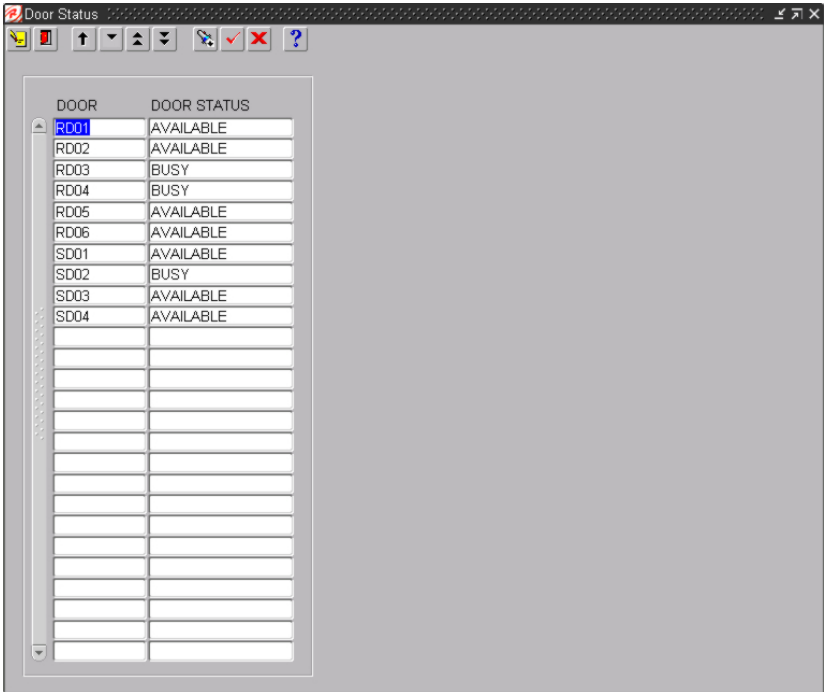 Door Status
?
DOOR DOOR STATUS
RD01 AVAILABLE
RD02 AVAILABLE
RD03 BUSY
RD04 BUSY
RD05 AVAILABLE
RD06 AVAILABLE
SD01 AVAILABLE
SD02 BUSY
SD03 AVAILABLE
SD04 AVAILABLE